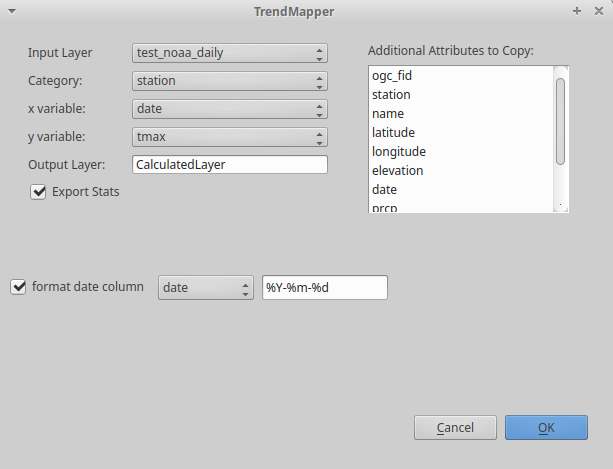 TrendMapper
Input Layer test_noaa_daily
Category: station
x variable: date
y variable: tmax
Output Layer: CalculatedLayer
Export Stats
Additional Attributes to Copy:
ogc_fid
station
name
latitude
longitude
elevation
date
prcp
format date column date %Y-%m-%d
Cancel OK